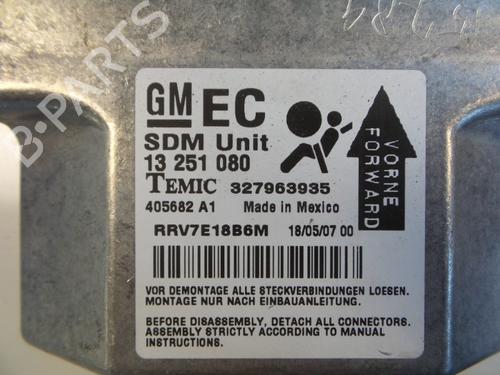 B-PARTS
GM EC
SDM Unit
13 251 080
TEMIC 327963935
405682 A1 Made in Mexico
VORNE
FORWARD
RRV7E18B6M 18/05/07 00
VOR DEMONTAGE ALLE STECKVERBINDUNGEN LOESEN.
MONTAGE NUR NACH EINBAUANLEITUNG.
BEFORE DISASSEMBLY, DETACH ALL CONNECTORS.
ASSEMBLY STRICTLY ACCORDING TO MANUAL
INSTRUCTIONS.